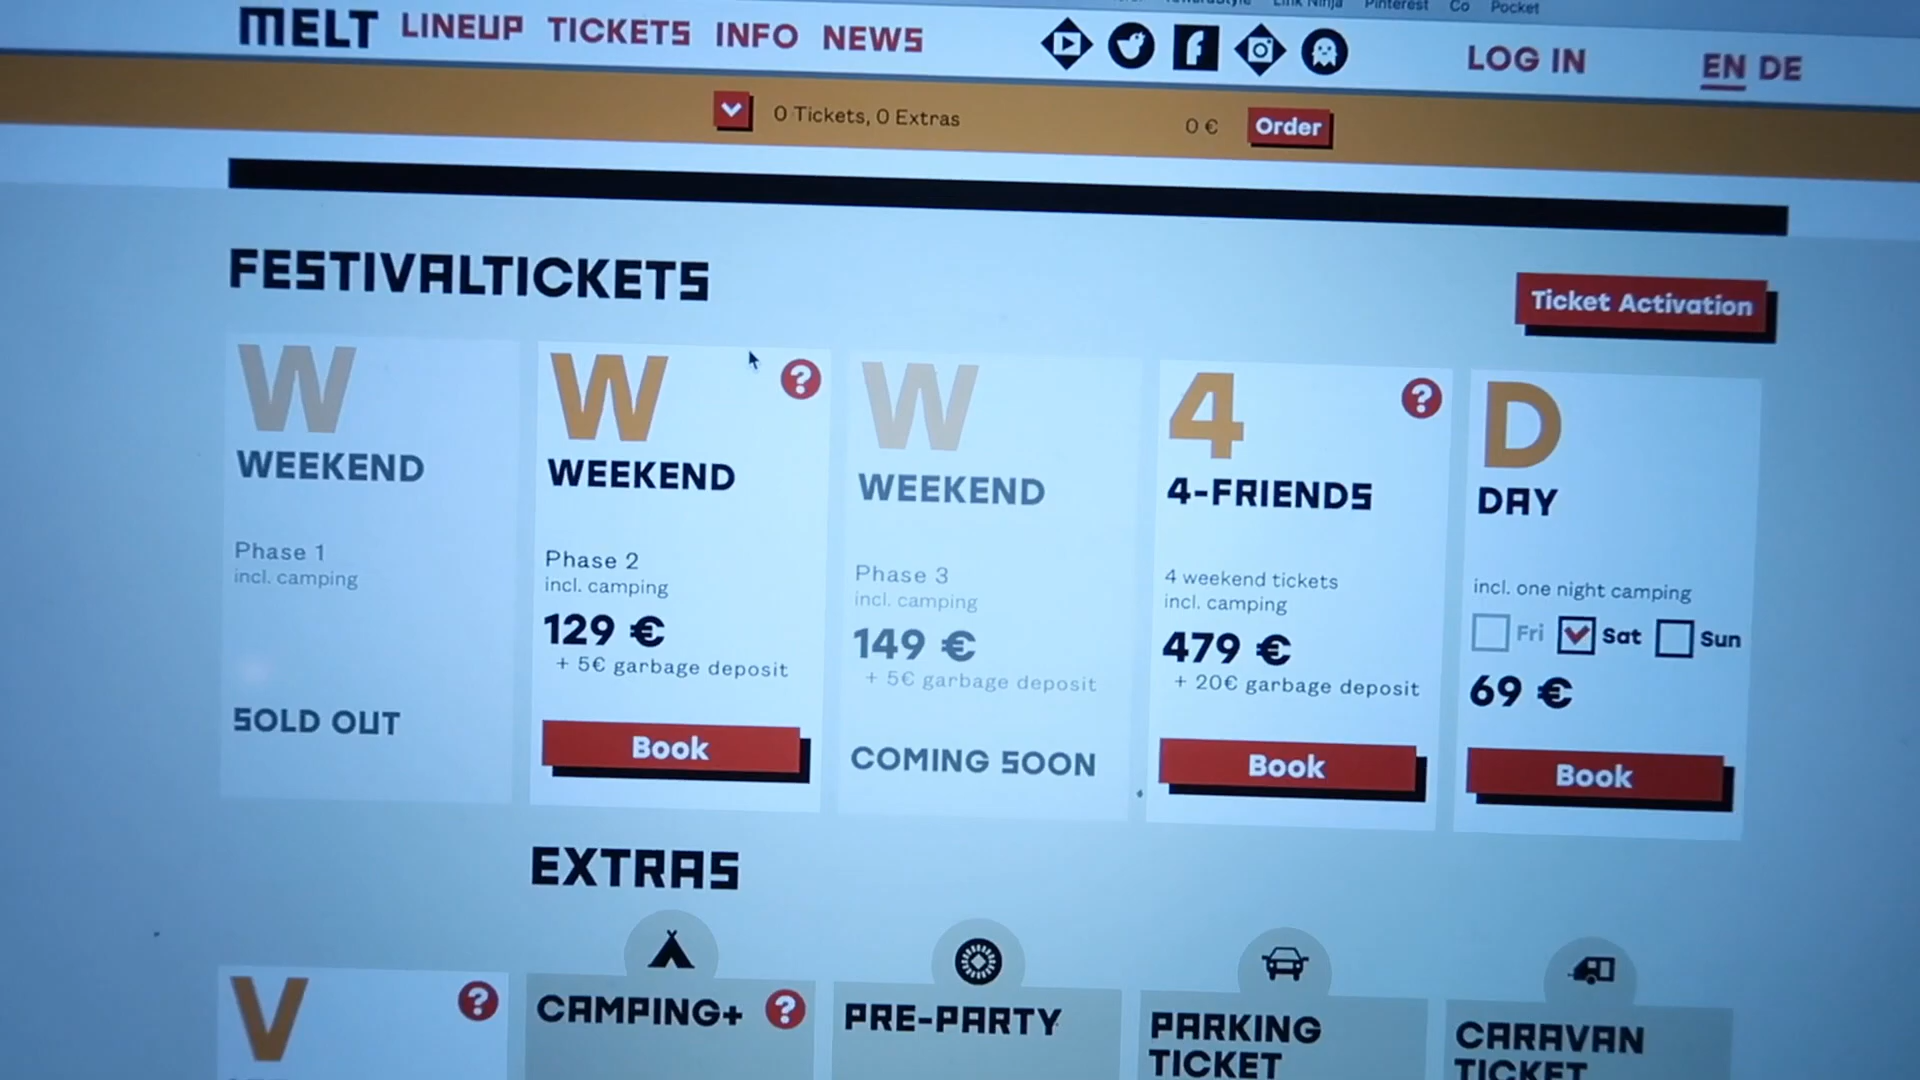 Pinterest
Co
Pocket
MELT
LINEUP
TICKETS
INFO
NEWS
LOG IN
EN DE
0 Tickets, 0 Extras
0 €
Order
FESTIVALTICKETS
Ticket Activation
W
WEEKEND
Phase 1
incl. camping
SOLD OUT
W
?
WEEKEND
Phase 2
incl. camping
129 €
+ 5€ garbage deposit
Book
W
WEEKEND
Phase 3
incl. camping
149 €
+ 5€ garbage deposit
COMING SOON
4
?
4-FRIENDS
4 weekend tickets
incl. camping
479 €
+ 20€ garbage deposit
Book
D
DAY
incl. one night camping
Fri Sat Sun
69 €
Book
EXTRAS
V
?
CAMPING+
?
PRE-PARTY
PARKING
TICKET
CARAVAN
TICKET